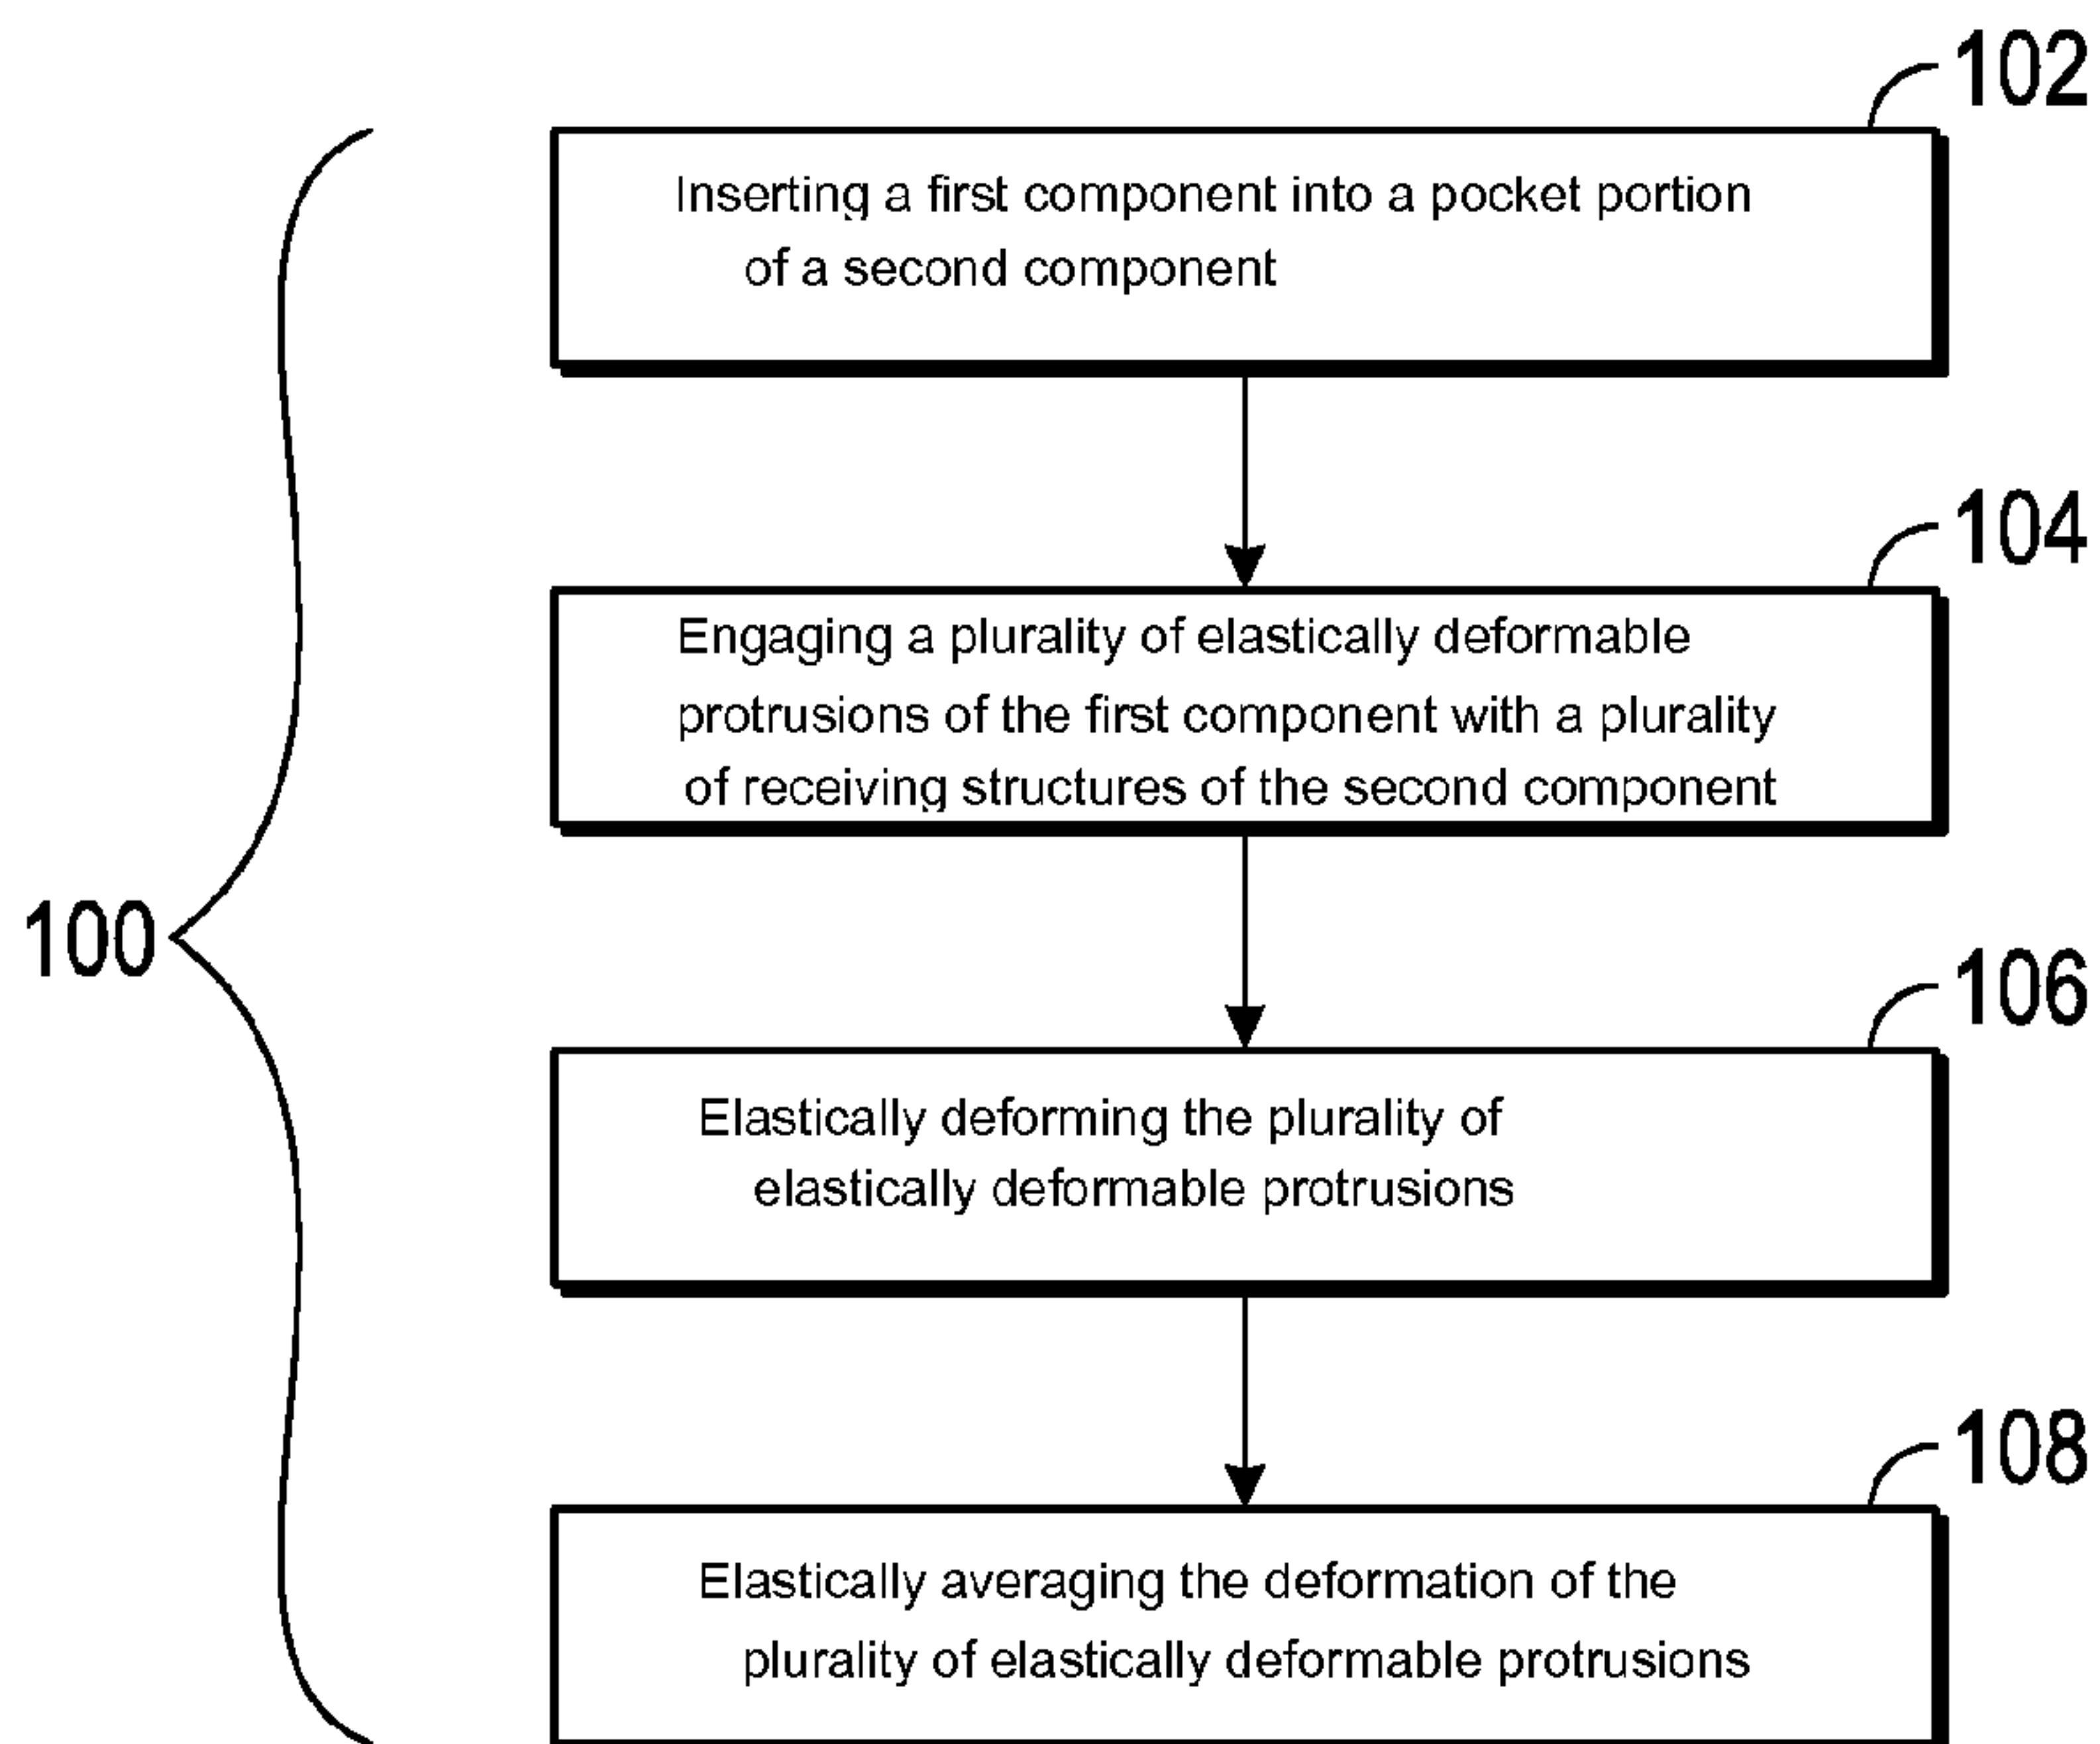 102
Inserting a first component into a pocket portion
of a second component
104
Engaging a plurality of elastically deformable
protrusions of the first component with a plurality
of receiving structures of the second component
100
106
Elastically deforming the plurality of
elastically deformable protrusions
108
Elastically averaging the deformation of the
plurality of elastically deformable protrusions